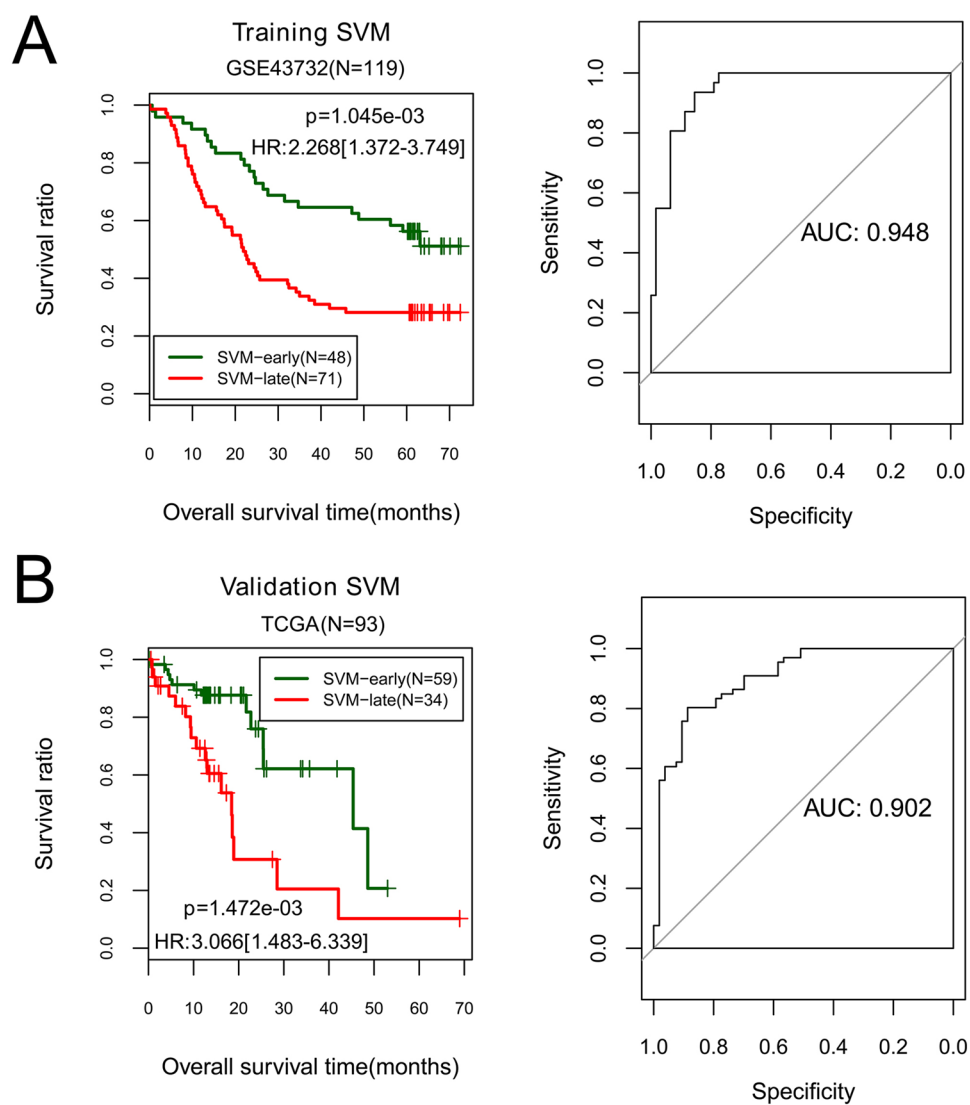 A
Training SVM
GSE43732(N=119)
p=1.045e-03
HR:2.268[1.372-3.749]
SVM−early(N=48)
SVM−late(N=71)
Survival ratio
0.0 0.2 0.4 0.6 0.8 1.0
0 10 20 30 40 50 60 70
Overall survival time(months)
Sensitivity
0.0 0.2 0.4 0.6 0.8 1.0
AUC: 0.948
1.0 0.8 0.6 0.4 0.2 0.0
Specificity
B
Validation SVM
TCGA(N=93)
SVM−early(N=59)
SVM−late(N=34)
p=1.472e-03
HR:3.066[1.483-6.339]
Survival ratio
0.0 0.2 0.4 0.6 0.8 1.0
0 10 20 30 40 50 60 70
Overall survival time(months)
Sensitivity
0.0 0.2 0.4 0.6 0.8 1.0
AUC: 0.902
1.0 0.8 0.6 0.4 0.2 0.0
Specificity